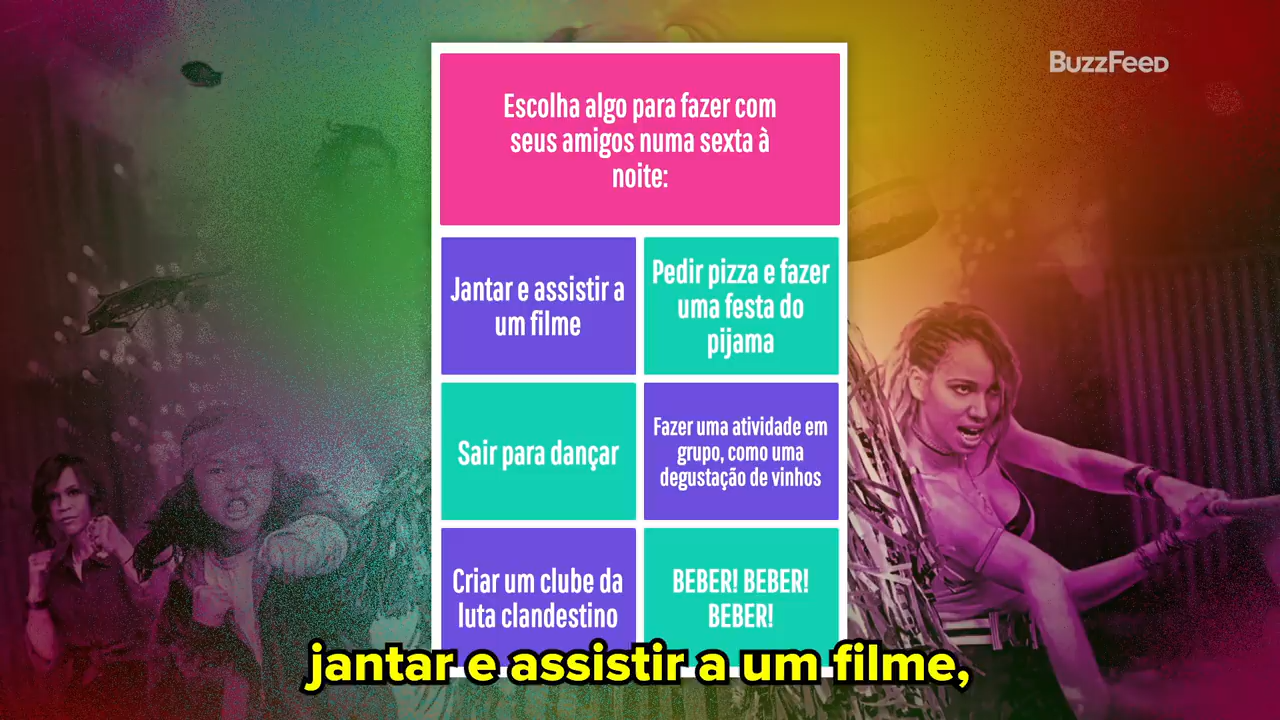 BuzzFeed
Escolha algo para fazer com
seus amigos numa sexta à
noite:
Jantar e assistir a
um filme
Pedir pizza e fazer
uma festa do
pijama
Sair para dançar
Fazer uma atividade em
grupo, como uma
degustação de vinhos
Criar um clube da
luta clandestino
BEBER! BEBER!
BEBER!
jantar e assistir a um filme,